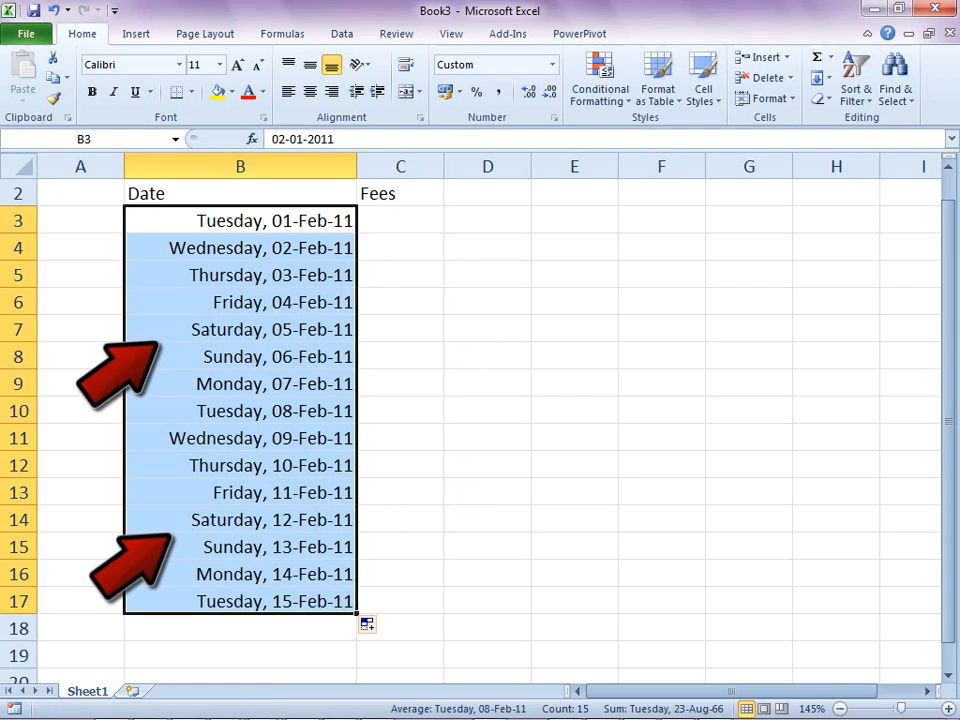 Book3 - Microsoft Excel
File Home Insert Page Layout Formulas Data Review View Add-Ins PowerPivot
Calibri 11 A A Custom Σ
Insert
Delete
Format
Paste B I U A % , .00 .0
Conditional Formatting Format as Table Cell Styles Sort & Filter Find & Select
Clipboard Font Alignment Number Styles Cells Editing
B3 fx 02-01-2011
A B C D E F G H I
2 Date Fees
3 Tuesday, 01-Feb-11
4 Wednesday, 02-Feb-11
5 Thursday, 03-Feb-11
6 Friday, 04-Feb-11
7 Saturday, 05-Feb-11
8 Sunday, 06-Feb-11
9 Monday, 07-Feb-11
10 Tuesday, 08-Feb-11
11 Wednesday, 09-Feb-11
12 Thursday, 10-Feb-11
13 Friday, 11-Feb-11
14 Saturday, 12-Feb-11
15 Sunday, 13-Feb-11
16 Monday, 14-Feb-11
17 Tuesday, 15-Feb-11
18
19
20
Sheet1
Average: Tuesday, 08-Feb-11 Count: 15 Sum: Tuesday, 23-Aug-66 145%